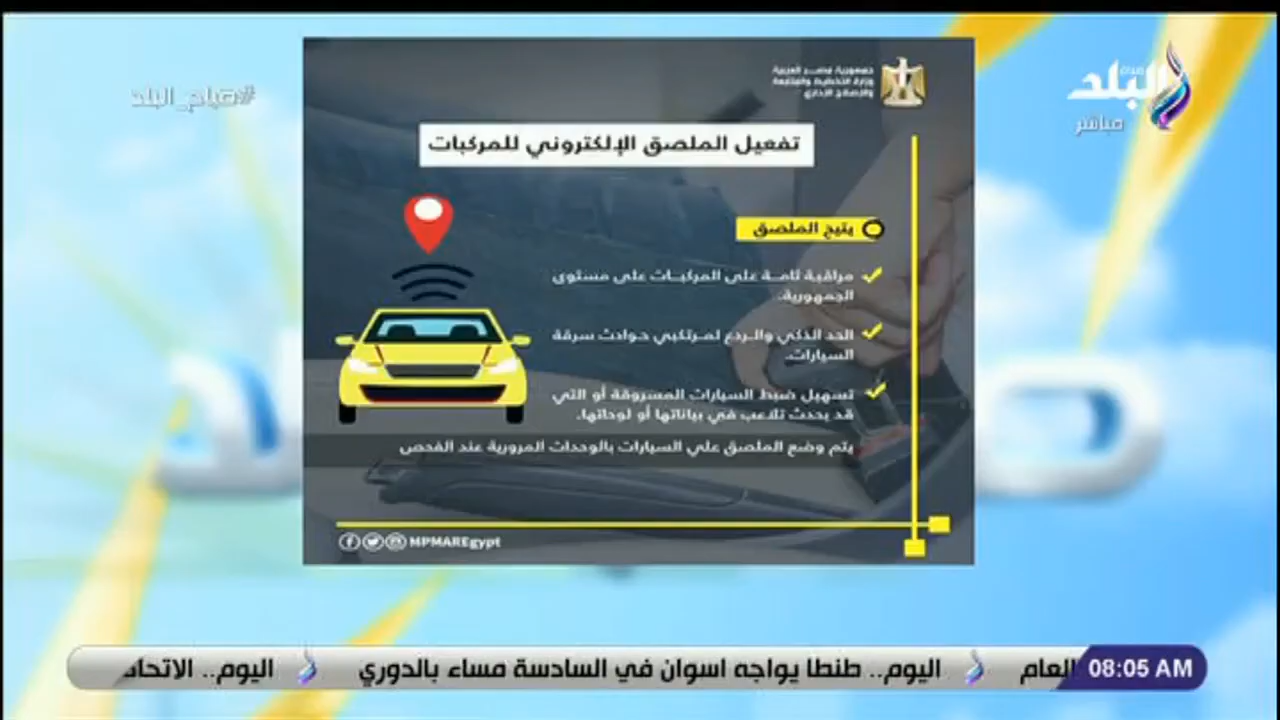 #صباح_البلد
صدى
البلد
مباشر
جمهورية مصر العربية
وزارة التخطيط والمتابعة
والإصلاح الإداري
تفعيل الملصق الإلكتروني للمركبات
يتيح الملصق
مراقبة تامة على المركبات على مستوى
الجمهورية.
الحد الذكي والردع لمرتكبي حوادث سرقة
السيارات.
تسهيل ضبط السيارات المسروقة أو التي
قد يحدث تلاعب في بياناتها أو لوحاتها.
يتم وضع الملصق علي السيارات بالوحدات المرورية عند الفحص
MPMAREgypt
العام اليوم.. طنطا يواجه اسوان في السادسة مساء بالدوري اليوم.. الاتحاد
08:05 AM